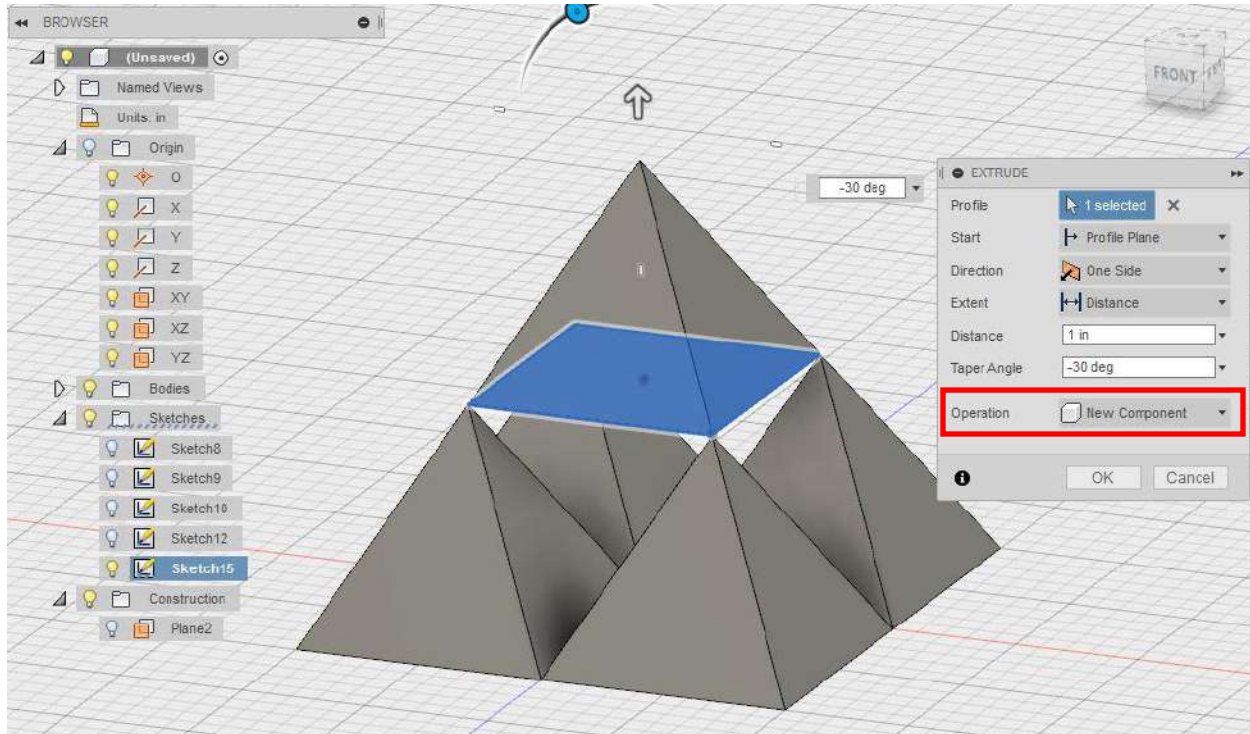 BROWSER
(Unsaved)
Named Views
Units: in
Origin
O
X
Y
Z
XY
XZ
YZ
Bodies
Sketches
Sketch8
Sketch9
Sketch10
Sketch12
Sketch15
Construction
Plane2
-30 deg
FRONT
EXTRUDE
Profile 1 selected
Start Profile Plane
Direction One Side
Extent Distance
Distance 1 in
Taper Angle -30 deg
Operation New Component
OK Cancel